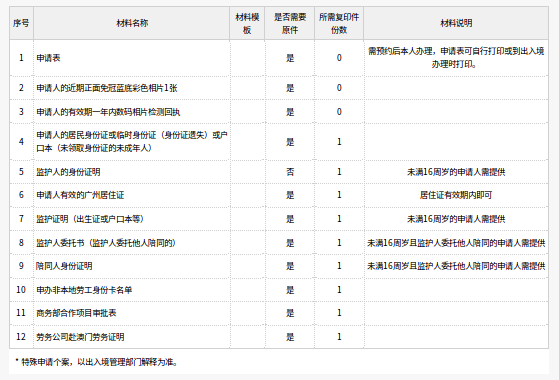 序号 材料名称 材料模板 是否需要原件 所需复印件份数 材料说明
1 申请表 是 0 需预约后本人办理，申请表可自行打印或到出入境
办理时打印。
2 申请人的近期正面免冠蓝底彩色相片1张 是 0
3 申请人的有效期一年内数码相片检测回执 是 0
4 申请人的居民身份证或临时身份证（身份证遗失）或户
口本（未领取身份证的未成年人） 是 1
5 监护人的身份证明 否 1 未满16周岁的申请人需提供
6 申请人有效的广州居住证 是 1 居住证有效期内即可
7 监护证明（出生证或户口本等） 是 1 未满16周岁的申请人需提供
8 监护人委托书（监护人委托他人陪同的） 是 1 未满16周岁且监护人委托他人陪同的申请人需提供
9 陪同人身份证明 是 1 未满16周岁且监护人委托他人陪同的申请人需提供
10 申办非本地劳工身份卡名单 是 1
11 商务部合作项目审批表 是 1
12 劳务公司赴澳门劳务证明 是 1
* 特殊申请个案，以出入境管理部门解释为准。